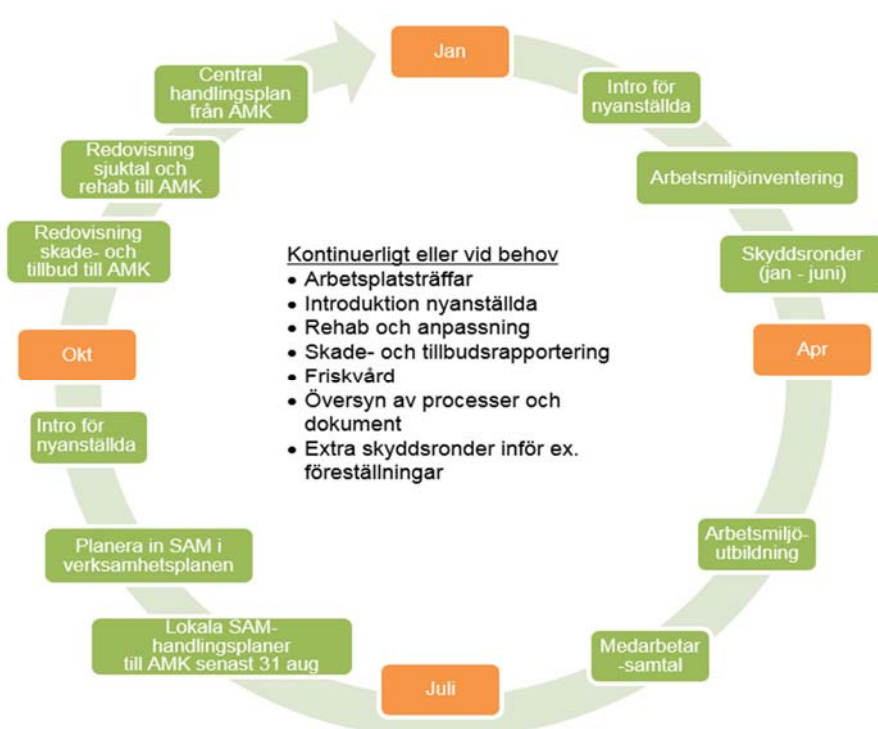 Jan
Intro för
nyanställda
Arbetsmiljöinventering
Skyddsronder
(jan - juni)
Apr
Arbetsmiljö-
utbildning
Medarbetar
-samtal
Juli
Lokala SAM-
handlingsplaner
till AMK senast 31 aug
Planera in SAM i
verksamhetsplanen
Intro för
nyanställda
Okt
Redovisning
skade- och
tillbud till AMK
Redovisning
sjuktal och
rehab till AMK
Central
handlingsplan
från AMK
Kontinuerligt eller vid behov
• Arbetsplatsträffar
• Introduktion nyanställda
• Rehab och anpassning
• Skade- och tillbudsrapportering
• Friskvård
• Översyn av processer och
dokument
• Extra skyddsronder inför ex.
föreställningar